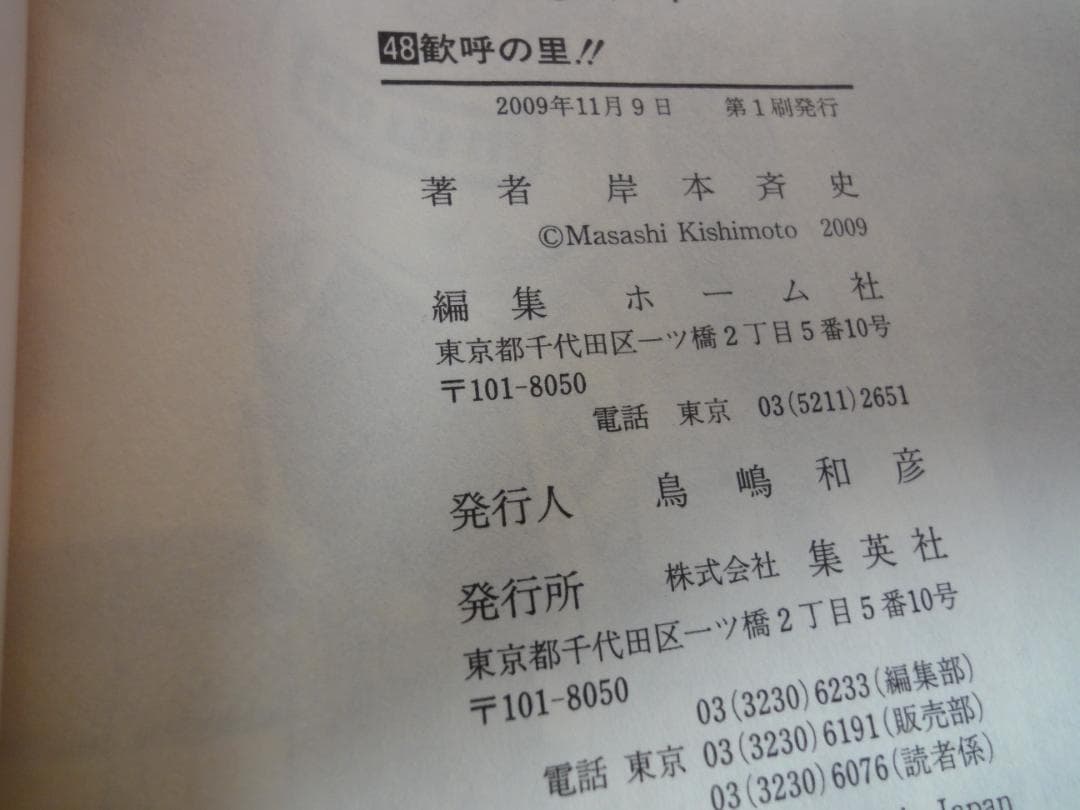 48歓呼の里!!
2009年11月9日 第1刷発行
著者 岸本斉史
©Masashi Kishimoto 2009
編集 ホーム社
東京都千代田区一ツ橋2丁目5番10号
〒101-8050
電話 東京 03(5211)2651
発行人 鳥嶋和彦
発行所 株式会社 集英社
東京都千代田区一ツ橋2丁目5番10号
〒101-8050
03(3230)6233(編集部)
電話 東京 03(3230)6191(販売部)
03(3230)6076(読者係)
Japan